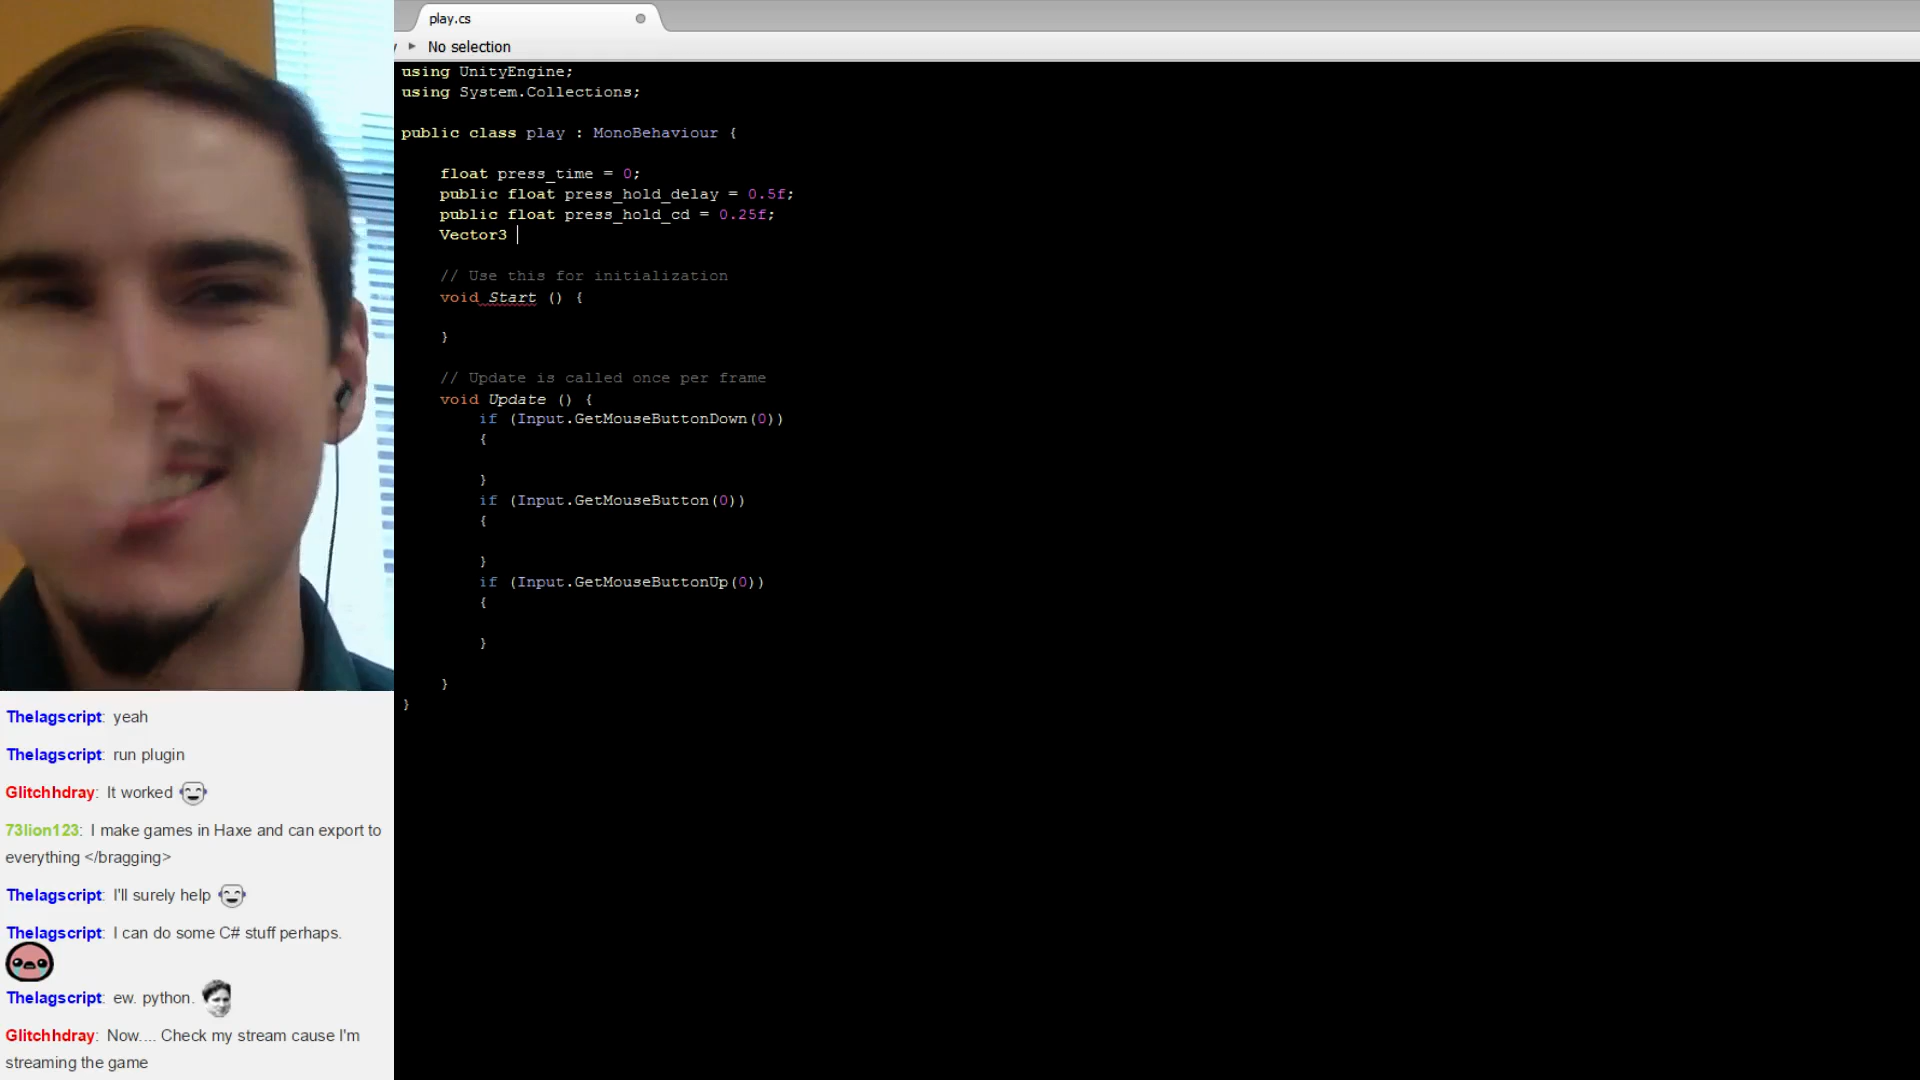 play.cs
No selection
using UnityEngine;
using System.Collections;
public class play : MonoBehaviour {
float press_time = 0;
public float press_hold_delay = 0.5f;
public float press_hold_cd = 0.25f;
Vector3
// Use this for initialization
void Start () {
}
// Update is called once per frame
void Update () {
if (Input.GetMouseButtonDown(0))
{
}
if (Input.GetMouseButton(0))
{
}
if (Input.GetMouseButtonUp(0))
{
}
}
}
Thelagscript: yeah
Thelagscript: run plugin
Glitchhdray: It worked
73lion123: I make games in Haxe and can export to
everything </bragging>
Thelagscript: I'll surely help
Thelagscript: I can do some C# stuff perhaps.
Thelagscript: ew. python.
Glitchhdray: Now.... Check my stream cause I'm
streaming the game